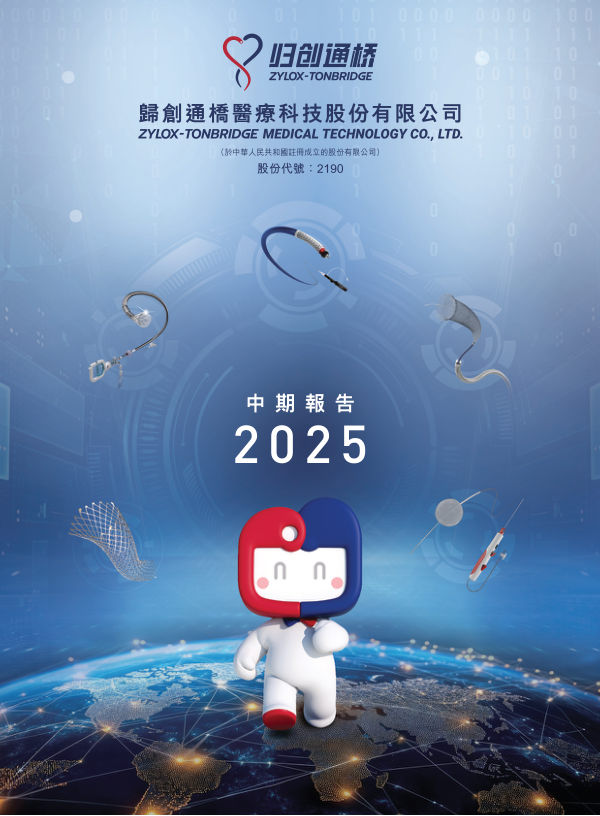 归创通桥
ZYLOX-TONBRIDGE
歸創通橋醫療科技股份有限公司
ZYLOX-TONBRIDGE MEDICAL TECHNOLOGY CO., LTD.
（於中華人民共和國註冊成立的股份有限公司）
股份代號：2190
中期報告
2025